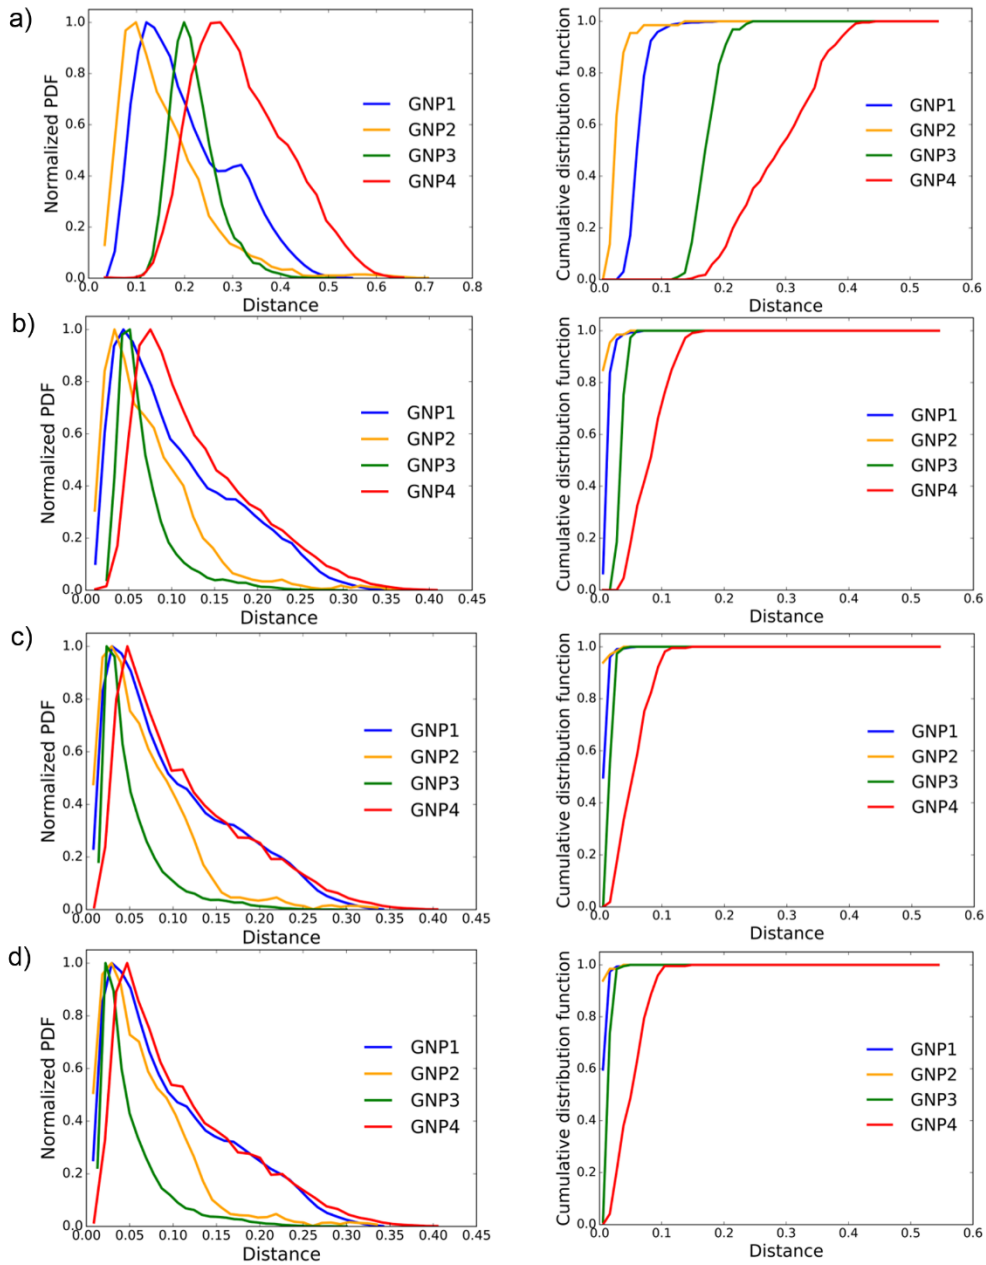 a)
Normalized PDF
1.0
0.8
0.6
0.4
0.2
0.0
0.0 0.1 0.2 0.3 0.4 0.5 0.6 0.7 0.8
Distance
GNP1
GNP2
GNP3
GNP4
Cumulative distribution function
1.0
0.8
0.6
0.4
0.2
0.0
0.0 0.1 0.2 0.3 0.4 0.5 0.6
Distance
GNP1
GNP2
GNP3
GNP4
b)
Normalized PDF
1.0
0.8
0.6
0.4
0.2
0.0
0.00 0.05 0.10 0.15 0.20 0.25 0.30 0.35 0.40 0.45
Distance
GNP1
GNP2
GNP3
GNP4
Cumulative distribution function
1.0
0.8
0.6
0.4
0.2
0.0
0.0 0.1 0.2 0.3 0.4 0.5 0.6
Distance
GNP1
GNP2
GNP3
GNP4
c)
Normalized PDF
1.0
0.8
0.6
0.4
0.2
0.0
0.00 0.05 0.10 0.15 0.20 0.25 0.30 0.35 0.40 0.45
Distance
GNP1
GNP2
GNP3
GNP4
Cumulative distribution function
1.0
0.8
0.6
0.4
0.2
0.0
0.0 0.1 0.2 0.3 0.4 0.5 0.6
Distance
GNP1
GNP2
GNP3
GNP4
d)
Normalized PDF
1.0
0.8
0.6
0.4
0.2
0.0
0.00 0.05 0.10 0.15 0.20 0.25 0.30 0.35 0.40 0.45
Distance
GNP1
GNP2
GNP3
GNP4
Cumulative distribution function
1.0
0.8
0.6
0.4
0.2
0.0
0.0 0.1 0.2 0.3 0.4 0.5 0.6
Distance
GNP1
GNP2
GNP3
GNP4